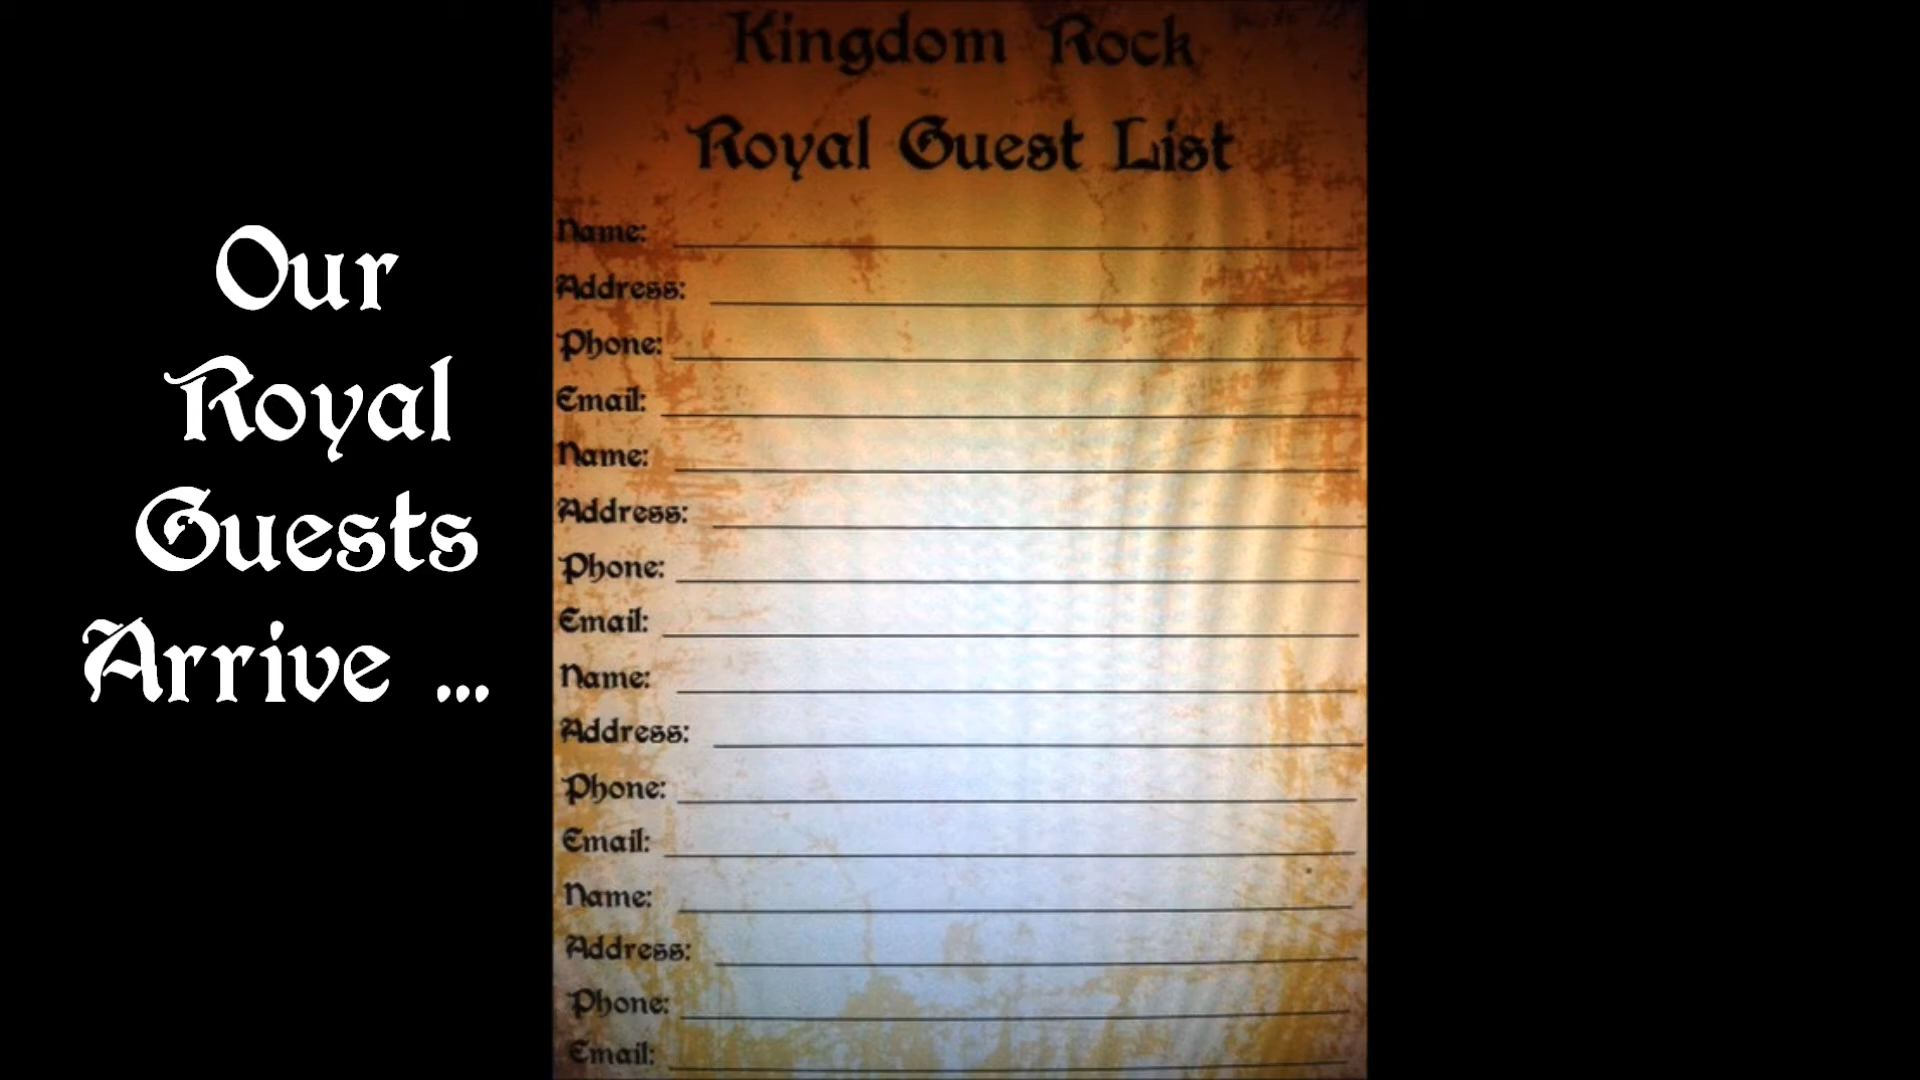 Our
Royal
Guests
Arrive ...
Kingdom Rock
Royal Guest List
Name:
Address:
Phone:
Email:
Name:
Address:
Phone:
Email:
Name:
Address:
Phone:
Email:
Name:
Address:
Phone:
Email: